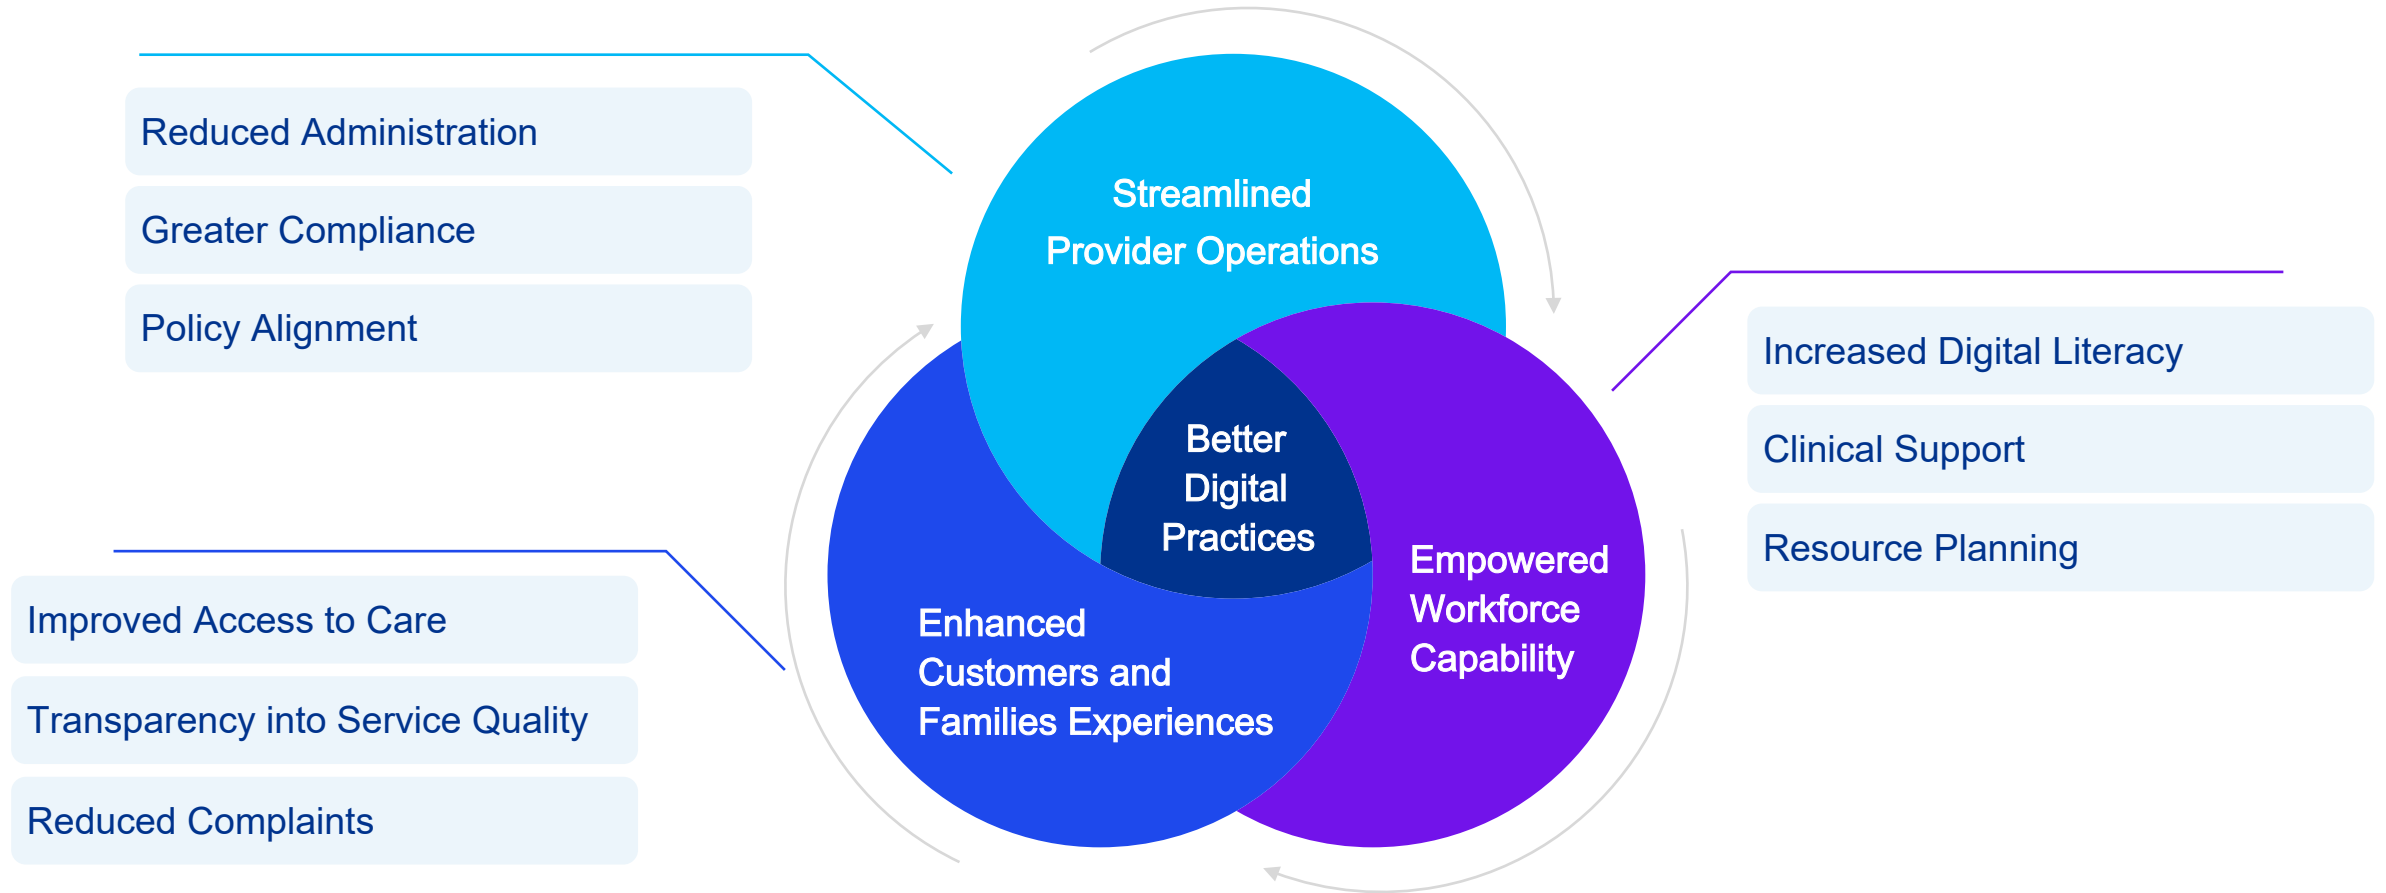 Reduced Administration
Greater Compliance
Policy Alignment
Streamlined
Provider Operations
Increased Digital Literacy
Clinical Support
Resource Planning
Better
Digital
Practices
Empowered
Workforce
Capability
Enhanced
Customers and
Families Experiences
Improved Access to Care
Transparency into Service Quality
Reduced Complaints